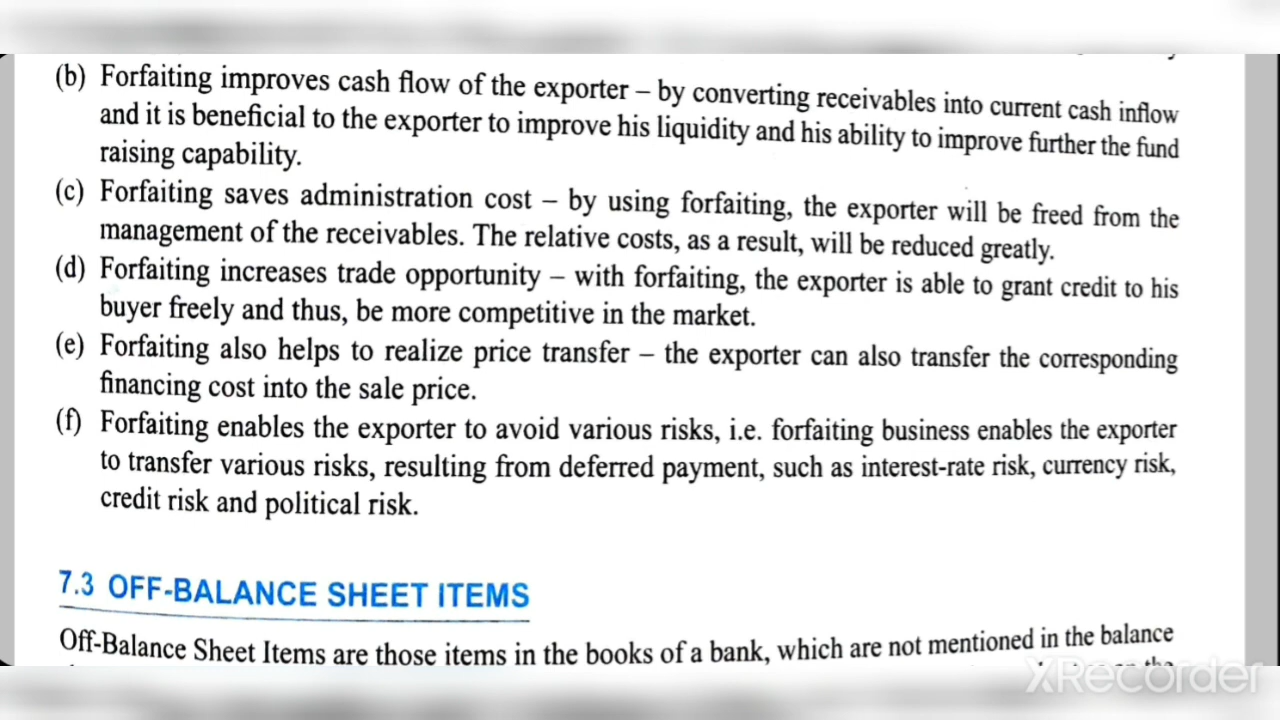 (b) Forfaiting improves cash flow of the exporter – by converting receivables into current cash inflow
and it is beneficial to the exporter to improve his liquidity and his ability to improve further the fund
raising capability.
(c) Forfaiting saves administration cost – by using forfaiting, the exporter will be freed from the
management of the receivables. The relative costs, as a result, will be reduced greatly.
(d) Forfaiting increases trade opportunity – with forfaiting, the exporter is able to grant credit to his
buyer freely and thus, be more competitive in the market.
(e) Forfaiting also helps to realize price transfer – the exporter can also transfer the corresponding
financing cost into the sale price.
(f) Forfaiting enables the exporter to avoid various risks, i.e. forfaiting business enables the exporter
to transfer various risks, resulting from deferred payment, such as interest-rate risk, currency risk,
credit risk and political risk.
7.3 OFF-BALANCE SHEET ITEMS
Off-Balance Sheet Items are those items in the books of a bank, which are not mentioned in the balance
XRecorder